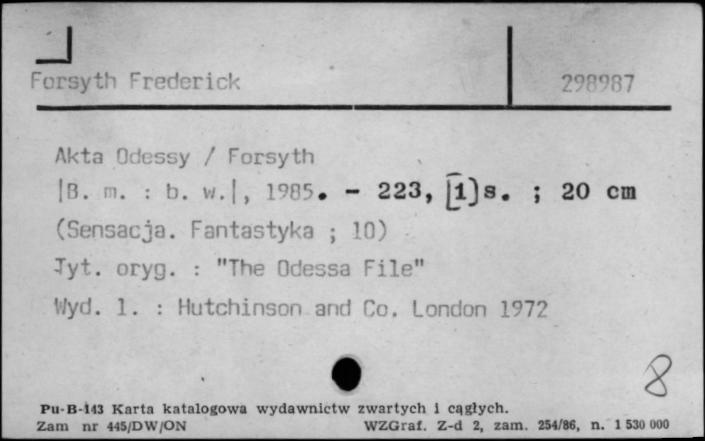 Forsyth Frederick 298987
Akta Odessy / Forsyth
|B. m. : b. w.|, 1985. - 223, [1] s. ; 20 cm
(Sensacja. Fantastyka ; 10)
Tyt. oryg. : "The Odessa File"
Wyd. 1. : Hutchinson and Co. London 1972
8
Pu-B-143 Karta katalogowa wydawnictw zwartych i cągłych.
Zam nr 445/DW/ON WZGraf. Z-d 2, zam. 254/86, n. 1 530 000